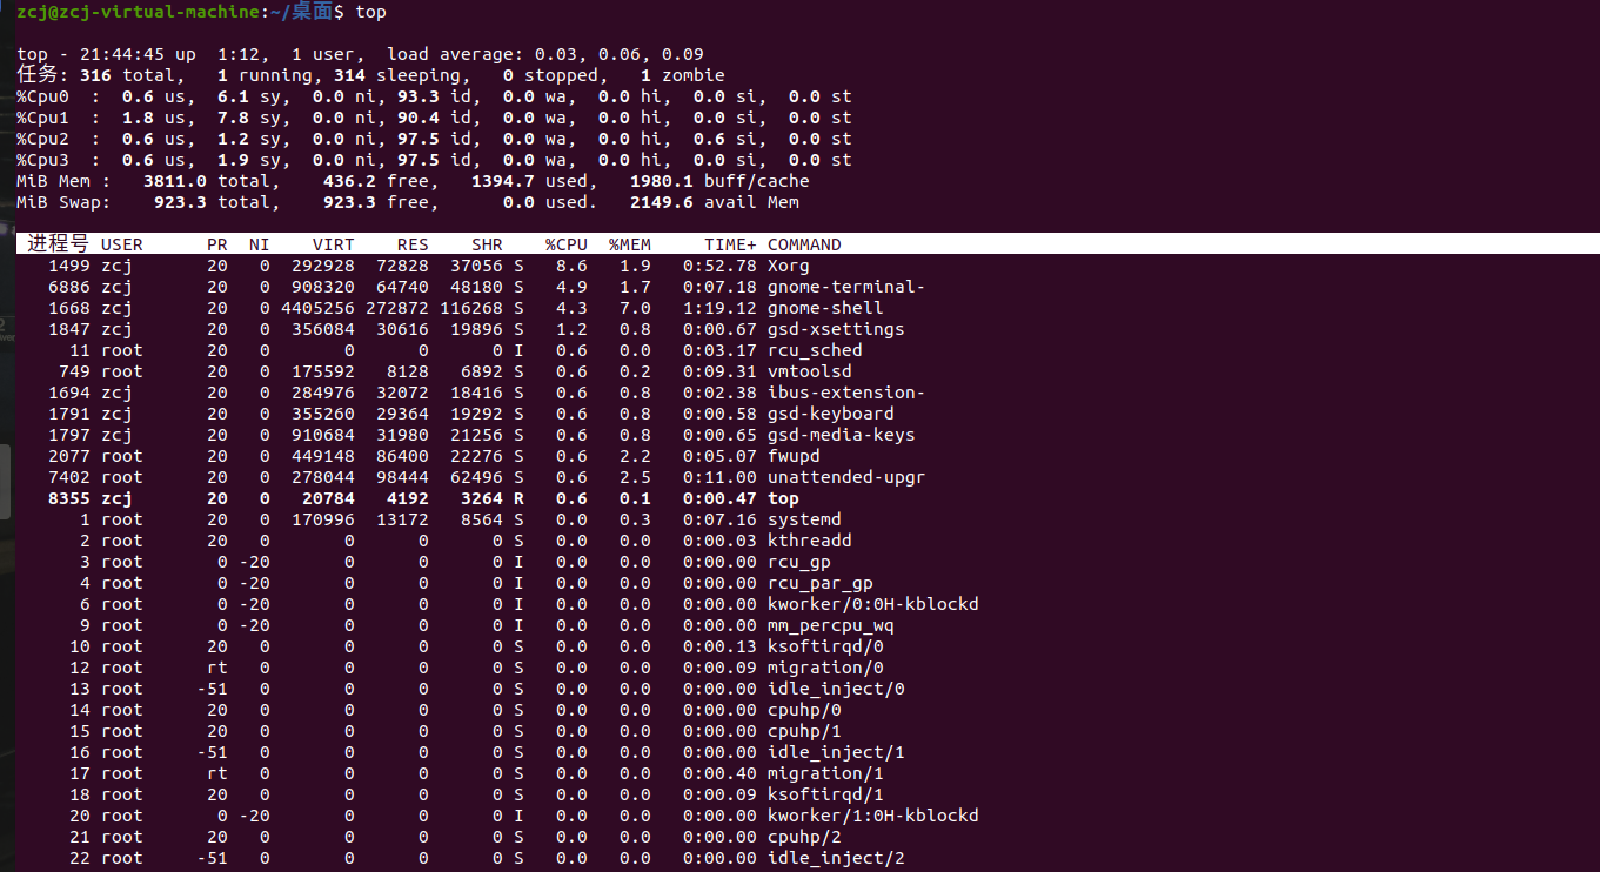 zcj@zcj-virtual-machine:~/桌面$ top
top - 21:44:45 up  1:12,  1 user,  load average: 0.03, 0.06, 0.09
任务: 316 total,   1 running, 314 sleeping,   0 stopped,   1 zombie
%Cpu0  :  0.6 us,  6.1 sy,  0.0 ni, 93.3 id,  0.0 wa,  0.0 hi,  0.0 si,  0.0 st
%Cpu1  :  1.8 us,  7.8 sy,  0.0 ni, 90.4 id,  0.0 wa,  0.0 hi,  0.0 si,  0.0 st
%Cpu2  :  0.6 us,  1.2 sy,  0.0 ni, 97.5 id,  0.0 wa,  0.0 hi,  0.6 si,  0.0 st
%Cpu3  :  0.6 us,  1.9 sy,  0.0 ni, 97.5 id,  0.0 wa,  0.0 hi,  0.0 si,  0.0 st
MiB Mem :   3811.0 total,    436.2 free,   1394.7 used,   1980.1 buff/cache
MiB Swap:    923.3 total,    923.3 free,      0.0 used.   2149.6 avail Mem
进程号 USER      PR  NI    VIRT    RES    SHR    %CPU  %MEM     TIME+ COMMAND
1499 zcj       20   0  292928  72828  37056 S   8.6   1.9   0:52.78 Xorg
6886 zcj       20   0  908320  64740  48180 S   4.9   1.7   0:07.18 gnome-terminal-
1668 zcj       20   0 4405256 272872 116268 S   4.3   7.0   1:19.12 gnome-shell
1847 zcj       20   0  356084  30616  19896 S   1.2   0.8   0:00.67 gsd-xsettings
11 root      20   0       0      0      0 I   0.6   0.0   0:03.17 rcu_sched
749 root      20   0  175592   8128   6892 S   0.6   0.2   0:09.31 vmtoolsd
1694 zcj       20   0  284976  32072  18416 S   0.6   0.8   0:02.38 ibus-extension-
1791 zcj       20   0  355260  29364  19292 S   0.6   0.8   0:00.58 gsd-keyboard
1797 zcj       20   0  910684  31980  21256 S   0.6   0.8   0:00.65 gsd-media-keys
2077 root      20   0  449148  86400  22276 S   0.6   2.2   0:05.07 fwupd
7402 root      20   0  278044  98444  62496 S   0.6   2.5   0:11.00 unattended-upgr
8355 zcj       20   0   20784   4192   3264 R   0.6   0.1   0:00.47 top
1 root      20   0  170996  13172   8564 S   0.0   0.3   0:07.16 systemd
2 root      20   0       0      0      0 S   0.0   0.0   0:00.03 kthreadd
3 root       0 -20       0      0      0 I   0.0   0.0   0:00.00 rcu_gp
4 root       0 -20       0      0      0 I   0.0   0.0   0:00.00 rcu_par_gp
6 root       0 -20       0      0      0 I   0.0   0.0   0:00.00 kworker/0:0H-kblockd
9 root       0 -20       0      0      0 I   0.0   0.0   0:00.00 mm_percpu_wq
10 root      20   0       0      0      0 S   0.0   0.0   0:00.13 ksoftirqd/0
12 root      rt   0       0      0      0 S   0.0   0.0   0:00.09 migration/0
13 root     -51   0       0      0      0 S   0.0   0.0   0:00.00 idle_inject/0
14 root      20   0       0      0      0 S   0.0   0.0   0:00.00 cpuhp/0
15 root      20   0       0      0      0 S   0.0   0.0   0:00.00 cpuhp/1
16 root     -51   0       0      0      0 S   0.0   0.0   0:00.00 idle_inject/1
17 root      rt   0       0      0      0 S   0.0   0.0   0:00.40 migration/1
18 root      20   0       0      0      0 S   0.0   0.0   0:00.09 ksoftirqd/1
20 root       0 -20       0      0      0 I   0.0   0.0   0:00.00 kworker/1:0H-kblockd
21 root      20   0       0      0      0 S   0.0   0.0   0:00.00 cpuhp/2
22 root     -51   0       0      0      0 S   0.0   0.0   0:00.00 idle_inject/2